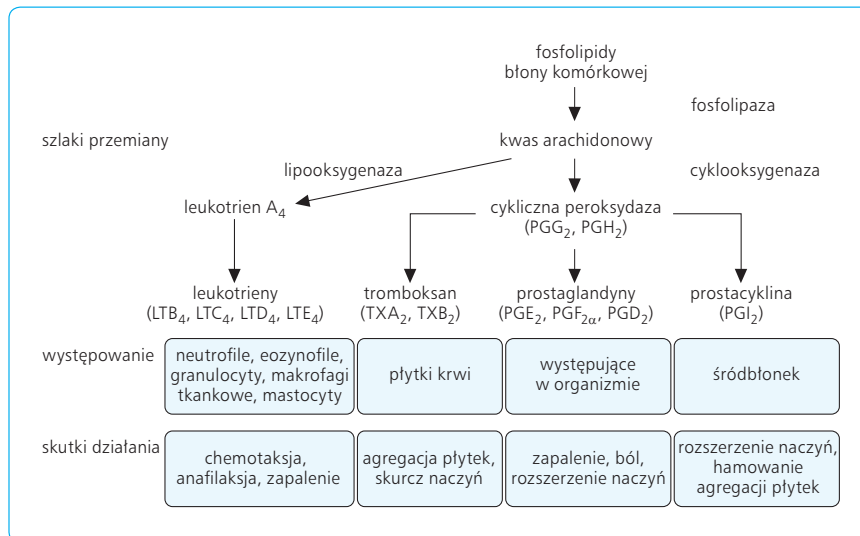 fosfolipidy
błony komórkowej
fosfolipaza
szlaki przemiany
kwas arachidonowy
lipooksygenaza
cyklooksygenaza
leukotrien A₄
cykliczna peroksydaza
(PGG₂, PGH₂)
leukotrieny
(LTB₄, LTC₄, LTD₄, LTE₄)
tromboksan
(TXA₂, TXB₂)
prostaglandyny
(PGE₂, PGF₂α, PGD₂)
prostacyklina
(PGI₂)
występowanie
neutrofile, eozynofile,
granulocyty, makrofagi
tkankowe, mastocyty
płytki krwi
występujące
w organizmie
śródbłonek
skutki działania
chemotaksja,
anafilaksja, zapalenie
agregacja płytek,
skurcz naczyń
zapalenie, ból,
rozszerzenie naczyń
rozszerzenie naczyń,
hamowanie
agregacji płytek